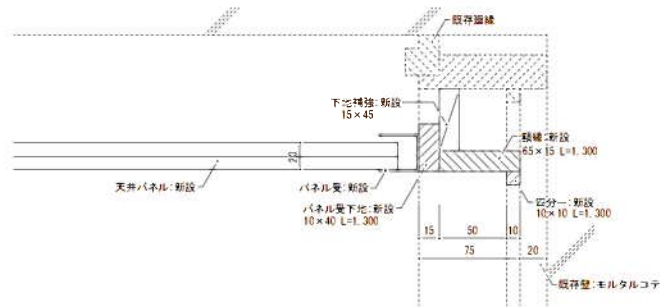 既存廻縁
下地補強:新設
15×45
額縁:新設
65×15 L=1,300
20
天井パネル:新設
パネル受:新設
パネル受下地:新設
10×40 L=1,300
四分一:新設
10×10 L=1,300
15 50 10
75 20
既存壁:モルタルコテ